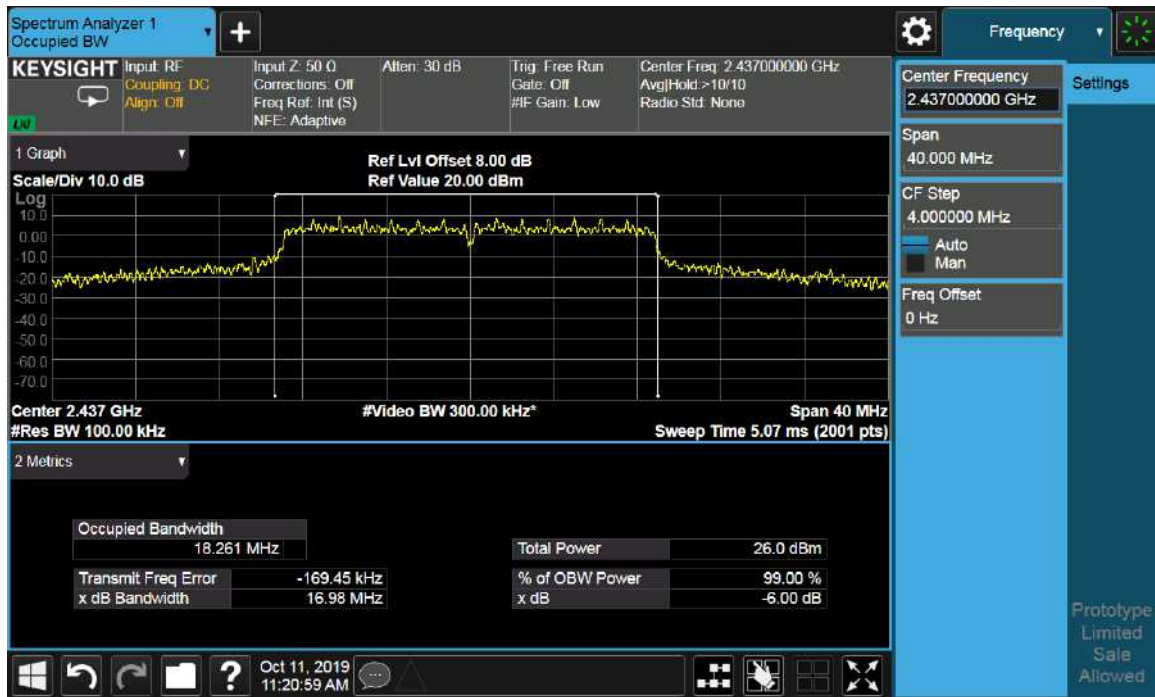 Spectrum Analyzer 1
Occupied BW
Frequency
KEYSIGHT
Input: RF
Coupling: DC
Align: Off
Input Z: 50 Ω
Corrections: Off
Freq Ref: Int (S)
NFE: Adaptive
Atten: 30 dB
Trig: Free Run
Gate: Off
#IF Gain: Low
Center Freq: 2.437000000 GHz
Avg|Hold:>10/10
Radio Std: None
LXI
Center Frequency
2.437000000 GHz
Settings
Span
40.000 MHz
CF Step
4.000000 MHz
Auto
Man
Freq Offset
0 Hz
1 Graph
Scale/Div 10.0 dB
Ref Lvl Offset 8.00 dB
Ref Value 20.00 dBm
Log
10.0
0.00
-10.0
-20.0
-30.0
-40.0
-50.0
-60.0
-70.0
Center 2.437 GHz
#Video BW 300.00 kHz*
Span 40 MHz
#Res BW 100.00 kHz
Sweep Time 5.07 ms (2001 pts)
2 Metrics
Occupied Bandwidth
18.261 MHz
Total Power 26.0 dBm
Transmit Freq Error -169.45 kHz
% of OBW Power 99.00 %
x dB Bandwidth 16.98 MHz
x dB -6.00 dB
Prototype
Limited
Sale
Allowed
Oct 11, 2019
11:20:59 AM